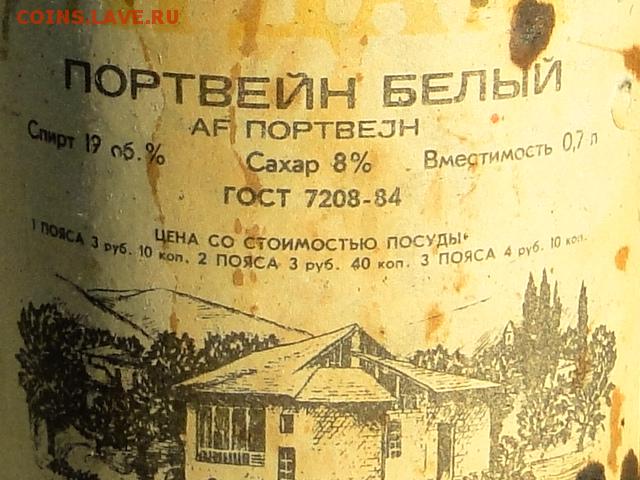 COINS.LAVE.RU
ПОРТВЕЙН БЕЛЫЙ
AF ПОРТВЕЈН
Спирт 19 об.% Сахар 8% Вместимость 0,7 л
ГОСТ 7208-84
ЦЕНА СО СТОИМОСТЬЮ ПОСУДЫ
1 ПОЯСА 3 руб. 10 коп. 2 ПОЯСА 3 руб. 40 коп. 3 ПОЯСА 4 руб. 10 коп.